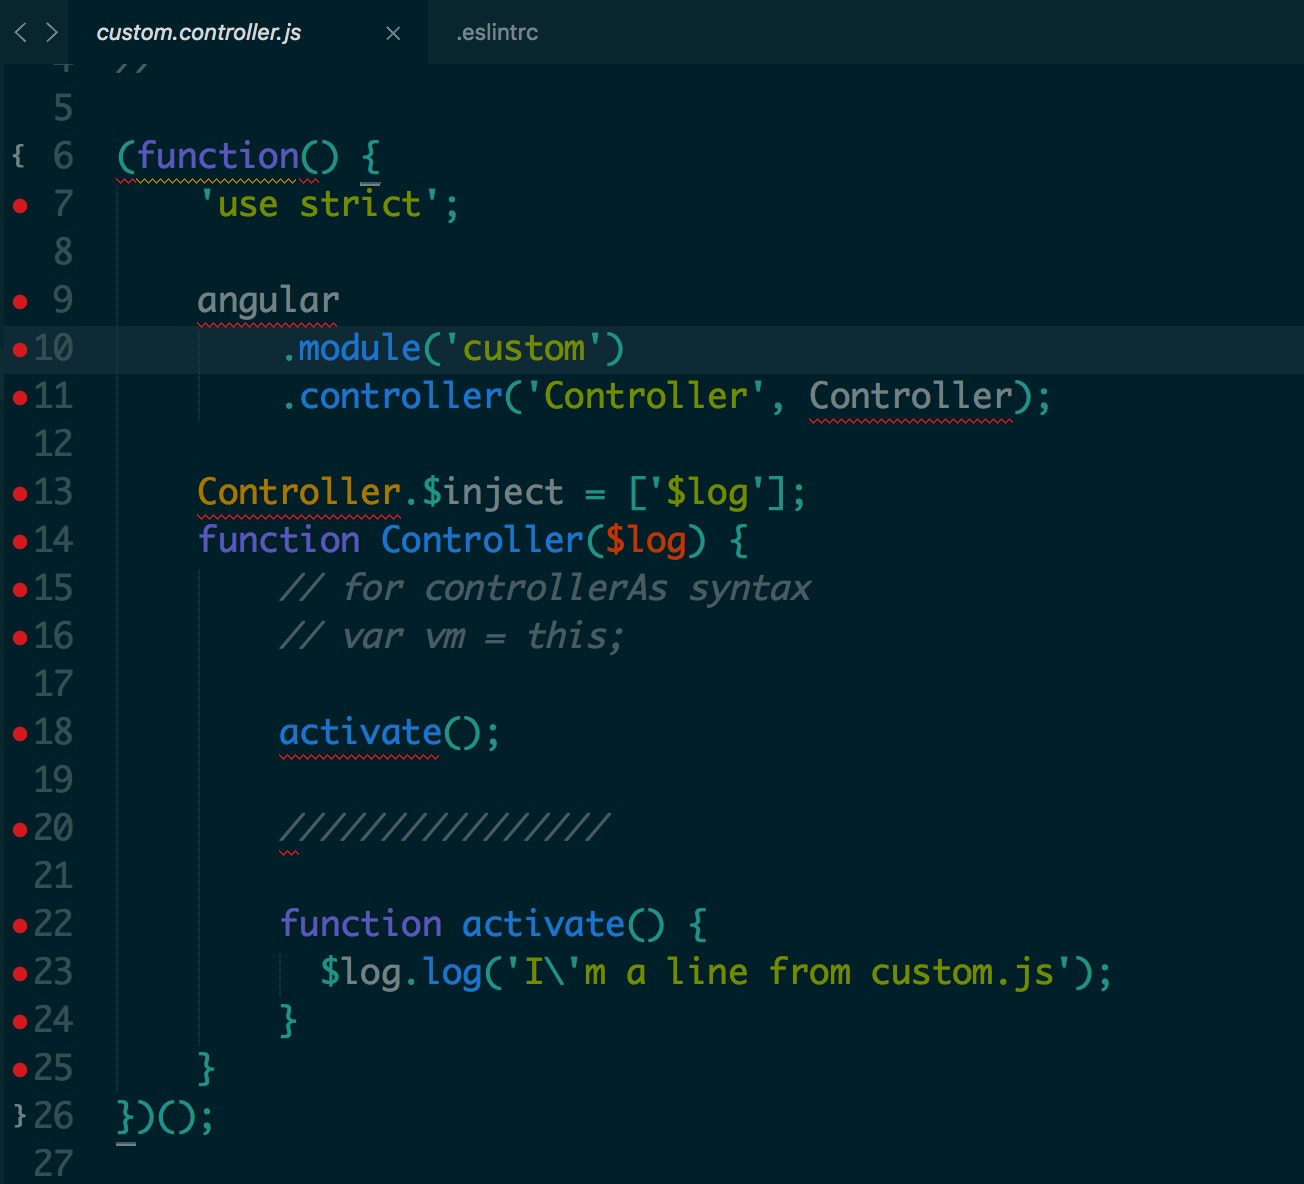 custom.controller.js × .eslintrc
4 //
5
{ 6 (function() {
7 'use strict';
8
9 angular
10 .module('custom')
11 .controller('Controller', Controller);
12
13 Controller.$inject = ['$log'];
14 function Controller($log) {
15 // for controllerAs syntax
16 // var vm = this;
17
18 activate();
19
20 ////////////////
21
22 function activate() {
23 $log.log('I\'m a line from custom.js');
24 }
25 }
} 26 })();
27